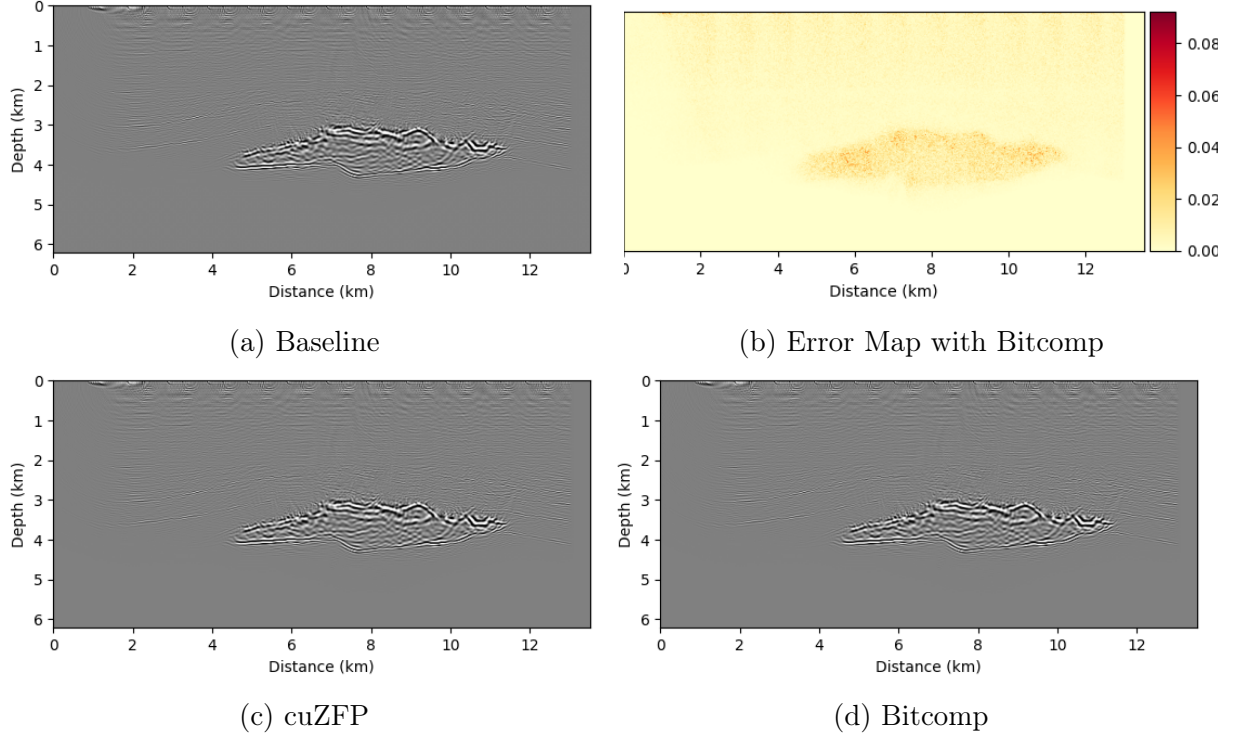 0
1
2
3
4
5
6
Depth (km)
0 2 4 6 8 10 12
Distance (km)
(a) Baseline
0.08
0.06
0.04
0.02
0.00
0 2 4 6 8 10 12
Distance (km)
(b) Error Map with Bitcomp
0
1
2
3
4
5
6
Depth (km)
0 2 4 6 8 10 12
Distance (km)
(c) cuZFP
0
1
2
3
4
5
6
Depth (km)
0 2 4 6 8 10 12
Distance (km)
(d) Bitcomp